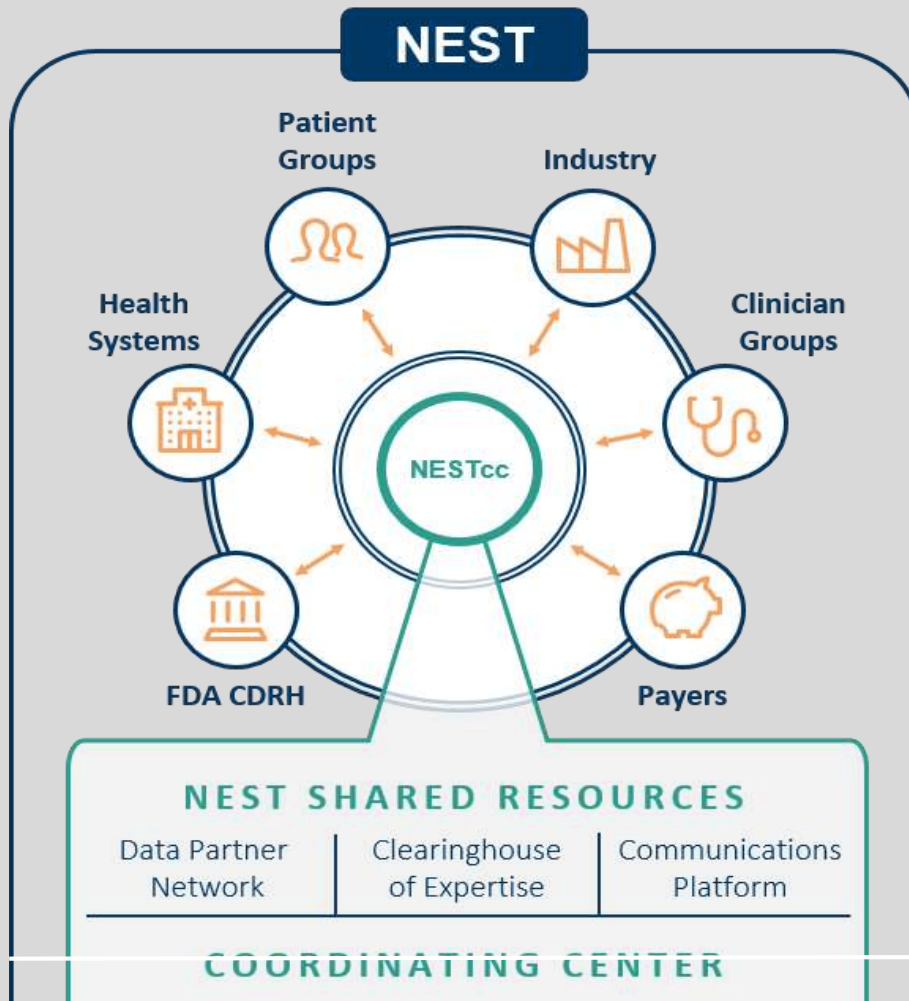 NEST
Patient
Groups
Industry
Health
Systems
Clinician
Groups
NESTcc
FDA CDRH
Payers
NEST SHARED RESOURCES
Data Partner
Network
Clearinghouse
of Expertise
Communications
Platform
COORDINATING CENTER